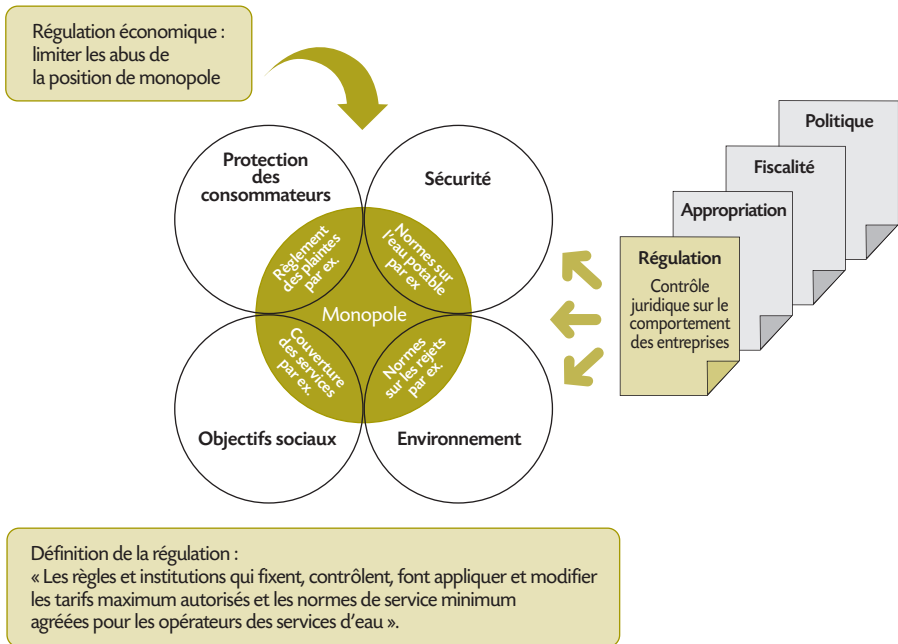 Régulation économique :
limiter les abus de
la position de monopole
Protection
des
consommateurs
Sécurité
Règlement
des plaintes
par ex.
Normes sur
l'eau potable
par ex
Monopole
Couverture
des services
par ex.
Normes
sur les rejets
par ex.
Objectifs sociaux
Environnement
Politique
Fiscalité
Appropriation
Régulation
Contrôle
juridique sur le
comportement
des entreprises
Définition de la régulation :
« Les règles et institutions qui fixent, contrôlent, font appliquer et modifier
les tarifs maximum autorisés et les normes de service minimum
agréées pour les opérateurs des services d'eau ».